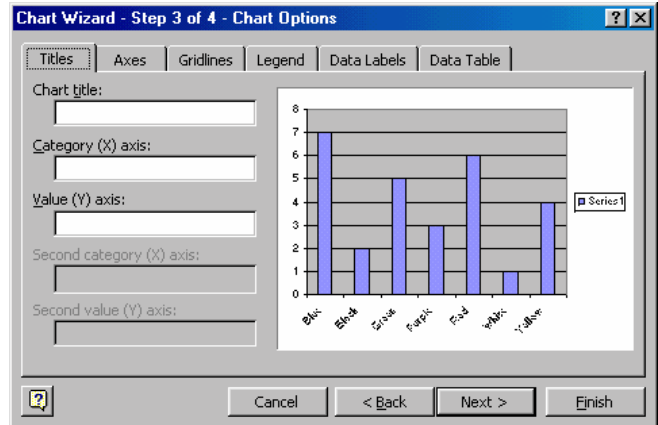 Chart Wizard - Step 3 of 4 - Chart Options
Titles Axes Gridlines Legend Data Labels Data Table
Chart title:
Category (X) axis:
Value (Y) axis:
Second category (X) axis:
Second value (Y) axis:
8
7
6
5
4
3
2
1
0
Blue Black Green Purple Red White Yellow
Series1
Cancel < Back Next > Finish